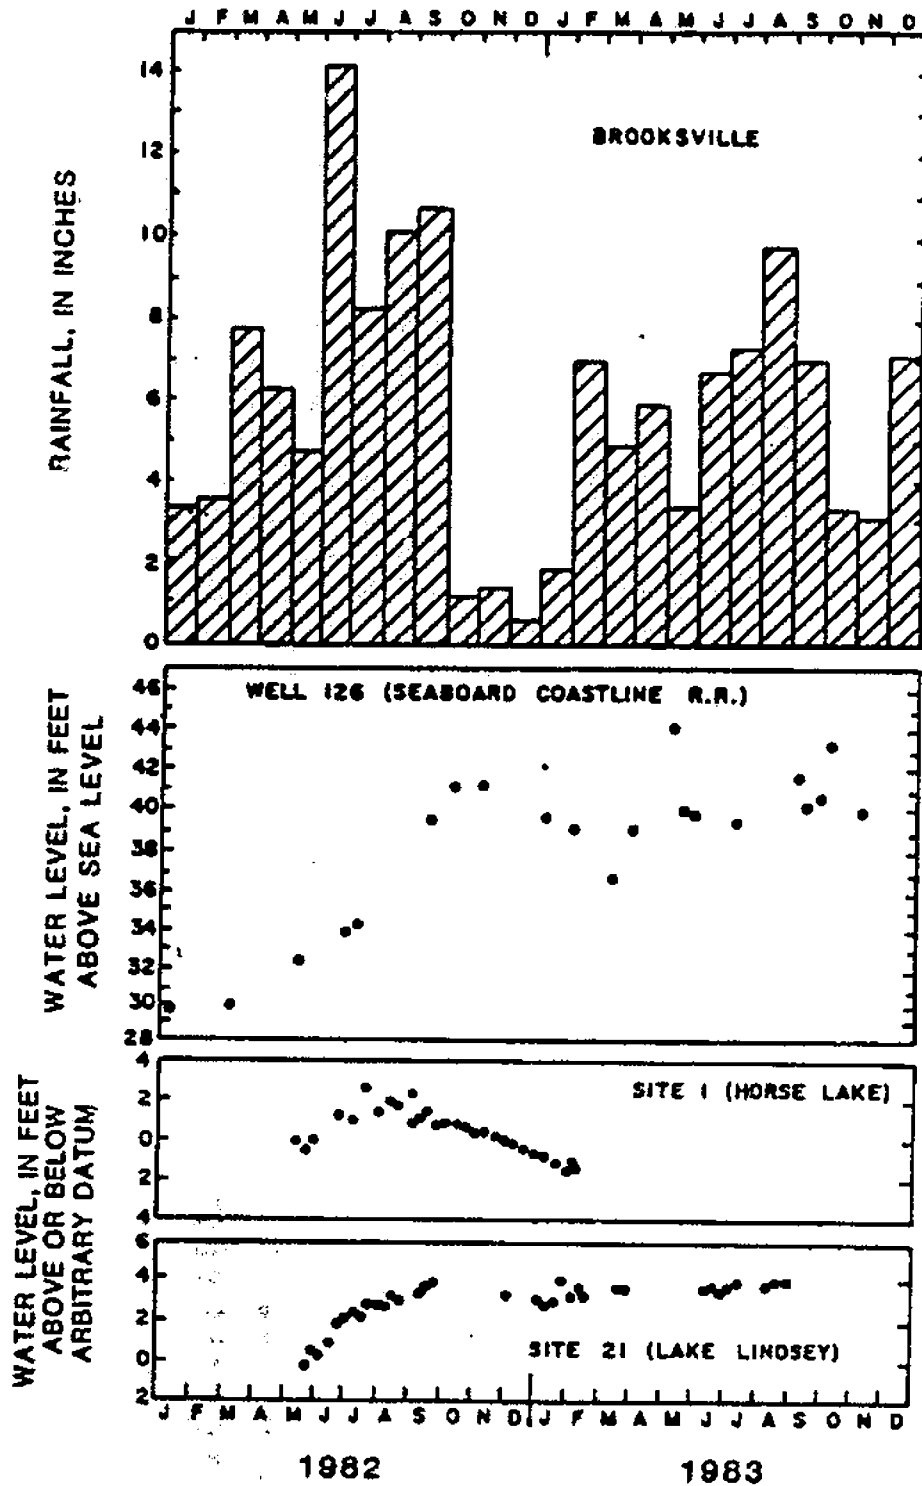 J F M A M J J A S O N D J F M A M J J A S O N D
BROOKSVILLE
RAINFALL, IN INCHES
14
12
10
8
6
4
2
0
WELL 126 (SEABOARD COASTLINE R.R.)
WATER LEVEL, IN FEET
ABOVE SEA LEVEL
46
44
42
40
38
36
34
32
30
28
SITE 1 (HORSE LAKE)
WATER LEVEL, IN FEET
ABOVE OR BELOW
ARBITRARY DATUM
4
2
0
2
4
6
4
2
0
2
SITE 21 (LAKE LINDSEY)
J F M A M J J A S O N D J F M A M J J A S O N D
1982 1983